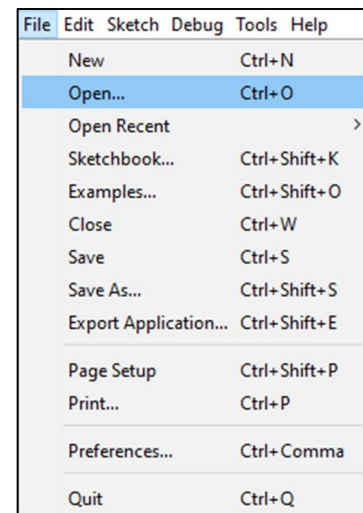 File Edit Sketch Debug Tools Help
New Ctrl+N
Open... Ctrl+O
Open Recent >
Sketchbook... Ctrl+Shift+K
Examples... Ctrl+Shift+O
Close Ctrl+W
Save Ctrl+S
Save As... Ctrl+Shift+S
Export Application... Ctrl+Shift+E
Page Setup Ctrl+Shift+P
Print... Ctrl+P
Preferences... Ctrl+Comma
Quit Ctrl+Q